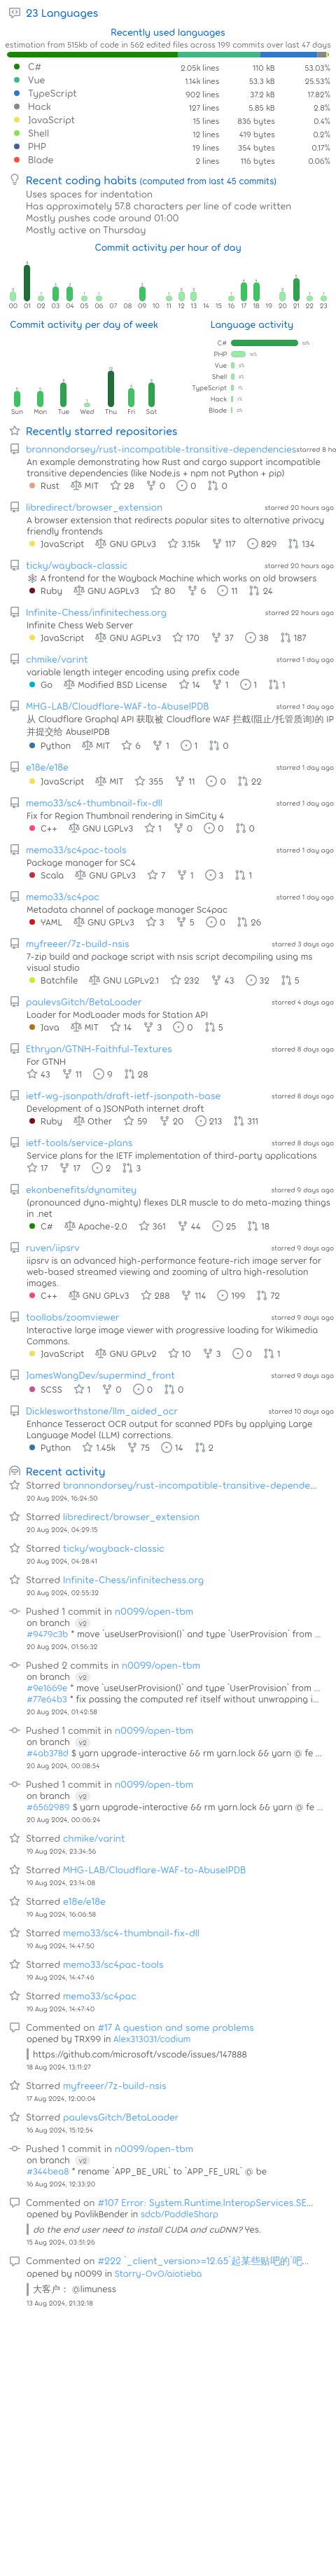 23 Languages
Recently used languages
estimation from 515kb of code in 562 edited files across 199 commits over last 47 days
C# 2.05k lines 110 kB 53.03%
Vue 1.14k lines 53.3 kB 25.53%
TypeScript 902 lines 37.2 kB 17.82%
Hack 127 lines 5.85 kB 2.8%
JavaScript 15 lines 836 bytes 0.4%
Shell 12 lines 419 bytes 0.2%
PHP 19 lines 354 bytes 0.17%
Blade 2 lines 116 bytes 0.06%
Recent coding habits (computed from last 45 commits)
Uses spaces for indentation
Has approximately 57.8 characters per line of code written
Mostly pushes code around 01:00
Mostly active on Thursday
Commit activity per hour of day
00 01 02 03 04 05 06 07 08 09 10 11 12 13 14 15 16 17 18 19 20 21 22 23
Commit activity per day of week
Sun Mon Tue Wed Thu Fri Sat
Language activity
C#
PHP
Vue
Shell
TypeScript
Hack
Blade
Recently starred repositories
brannondorsey/rust-incompatible-transitive-dependencies starred 8 ho
An example demonstrating how Rust and cargo support incompatible
transitive dependencies (like Node.js + npm not Python + pip)
Rust MIT 28 0 0 0
libredirect/browser_extension starred 20 hours ago
A browser extension that redirects popular sites to alternative privacy
friendly frontends
JavaScript GNU GPLv3 3.15k 117 829 134
ticky/wayback-classic starred 20 hours ago
🕸 A frontend for the Wayback Machine which works on old browsers
Ruby GNU AGPLv3 80 6 11 24
Infinite-Chess/infinitechess.org starred 22 hours ago
Infinite Chess Web Server
JavaScript GNU AGPLv3 170 37 38 187
chmike/varint starred 1 day ago
variable length integer encoding using prefix code
Go Modified BSD License 14 1 1 1
MHG-LAB/Cloudflare-WAF-to-AbuseIPDB starred 1 day ago
从 Cloudflare Graphql API 获取被 Cloudflare WAF 拦截(阻止/托管质询)的 IP
并提交给 AbuseIPDB
Python MIT 6 1 1 0
e18e/e18e starred 1 day ago
JavaScript MIT 355 11 0 22
memo33/sc4-thumbnail-fix-dll starred 1 day ago
Fix for Region Thumbnail rendering in SimCity 4
C++ GNU LGPLv3 1 0 0 0
memo33/sc4pac-tools starred 1 day ago
Package manager for SC4
Scala GNU GPLv3 7 1 3 1
memo33/sc4pac starred 1 day ago
Metadata channel of package manager Sc4pac
YAML GNU GPLv3 3 5 0 26
myfreeer/7z-build-nsis starred 3 days ago
7-zip build and package script with nsis script decompiling using ms
visual studio
Batchfile GNU LGPLv2.1 232 43 32 5
paulevsGitch/BetaLoader starred 4 days ago
Loader for ModLoader mods for Station API
Java MIT 14 3 0 5
Ethryan/GTNH-Faithful-Textures starred 8 days ago
For GTNH
43 11 9 28
ietf-wg-jsonpath/draft-ietf-jsonpath-base starred 8 days ago
Development of a JSONPath internet draft
Ruby Other 59 20 213 311
ietf-tools/service-plans starred 8 days ago
Service plans for the IETF implementation of third-party applications
17 17 2 3
ekonbenefits/dynamitey starred 9 days ago
(pronounced dyna-mighty) flexes DLR muscle to do meta-mazing things
in .net
C# Apache-2.0 361 44 25 18
ruven/iipsrv starred 9 days ago
iipsrv is an advanced high-performance feature-rich image server for
web-based streamed viewing and zooming of ultra high-resolution
images.
C++ GNU GPLv3 288 114 199 72
toollabs/zoomviewer starred 9 days ago
Interactive large image viewer with progressive loading for Wikimedia
Commons.
JavaScript GNU GPLv2 10 3 0 1
JamesWangDev/supermind_front starred 9 days ago
SCSS 1 0 0 0
Dicklesworthstone/llm_aided_ocr starred 10 days ago
Enhance Tesseract OCR output for scanned PDFs by applying Large
Language Model (LLM) corrections.
Python 1.45k 75 14 2
Recent activity
Starred brannondorsey/rust-incompatible-transitive-depende...
20 Aug 2024, 16:24:50
Starred libredirect/browser_extension
20 Aug 2024, 04:29:15
Starred ticky/wayback-classic
20 Aug 2024, 04:28:41
Starred Infinite-Chess/infinitechess.org
20 Aug 2024, 02:55:32
Pushed 1 commit in n0099/open-tbm
on branch v2
#9479c3b * move `useUserProvision()` and type `UserProvision` from ...
20 Aug 2024, 01:56:32
Pushed 2 commits in n0099/open-tbm
on branch v2
#9e1669e * move `useUserProvision()` and type `UserProvision` from ...
#77e64b3 * fix passing the computed ref itself without unwrapping i...
20 Aug 2024, 01:42:58
Pushed 1 commit in n0099/open-tbm
on branch v2
#4ab378d $ yarn upgrade-interactive && rm yarn.lock && yarn @ fe ...
20 Aug 2024, 00:08:54
Pushed 1 commit in n0099/open-tbm
on branch v2
#6562989 $ yarn upgrade-interactive && rm yarn.lock && yarn @ fe ...
20 Aug 2024, 00:06:24
Starred chmike/varint
19 Aug 2024, 23:34:56
Starred MHG-LAB/Cloudflare-WAF-to-AbuseIPDB
19 Aug 2024, 23:14:08
Starred e18e/e18e
19 Aug 2024, 16:06:58
Starred memo33/sc4-thumbnail-fix-dll
19 Aug 2024, 14:47:50
Starred memo33/sc4pac-tools
19 Aug 2024, 14:47:46
Starred memo33/sc4pac
19 Aug 2024, 14:47:40
Commented on #17 A question and some problems
opened by TRX99 in Alex313031/codium
https://github.com/microsoft/vscode/issues/147888
18 Aug 2024, 13:11:27
Starred myfreeer/7z-build-nsis
17 Aug 2024, 12:00:04
Starred paulevsGitch/BetaLoader
16 Aug 2024, 15:12:54
Pushed 1 commit in n0099/open-tbm
on branch v2
#344bea8 * rename `APP_BE_URL` to `APP_FE_URL` @ be
16 Aug 2024, 12:33:20
Commented on #107 Error: System.Runtime.InteropServices.SE...
opened by PavlikBender in sdcb/PaddleSharp
do the end user need to install CUDA and cuDNN? Yes.
15 Aug 2024, 03:51:26
Commented on #222 `_client_version>=12.65`起某些贴吧的`吧...
opened by n0099 in Starry-OvO/aiotieba
大客户： @limuness
13 Aug 2024, 21:32:18